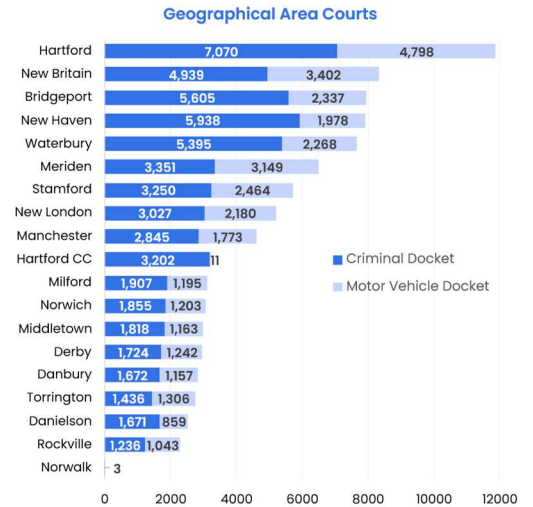 Geographical Area Courts
Hartford 7,070 4,798
New Britain 4,939 3,402
Bridgeport 5,605 2,337
New Haven 5,938 1,978
Waterbury 5,395 2,268
Meriden 3,351 3,149
Stamford 3,250 2,464
New London 3,027 2,180
Manchester 2,845 1,773
Hartford CC 3,202 11
Criminal Docket
Milford 1,907 1,195
Motor Vehicle Docket
Norwich 1,855 1,203
Middletown 1,818 1,163
Derby 1,724 1,242
Danbury 1,672 1,157
Torrington 1,436 1,306
Danielson 1,671 859
Rockville 1,236 1,043
Norwalk 3
0 2000 4000 6000 8000 10000 12000